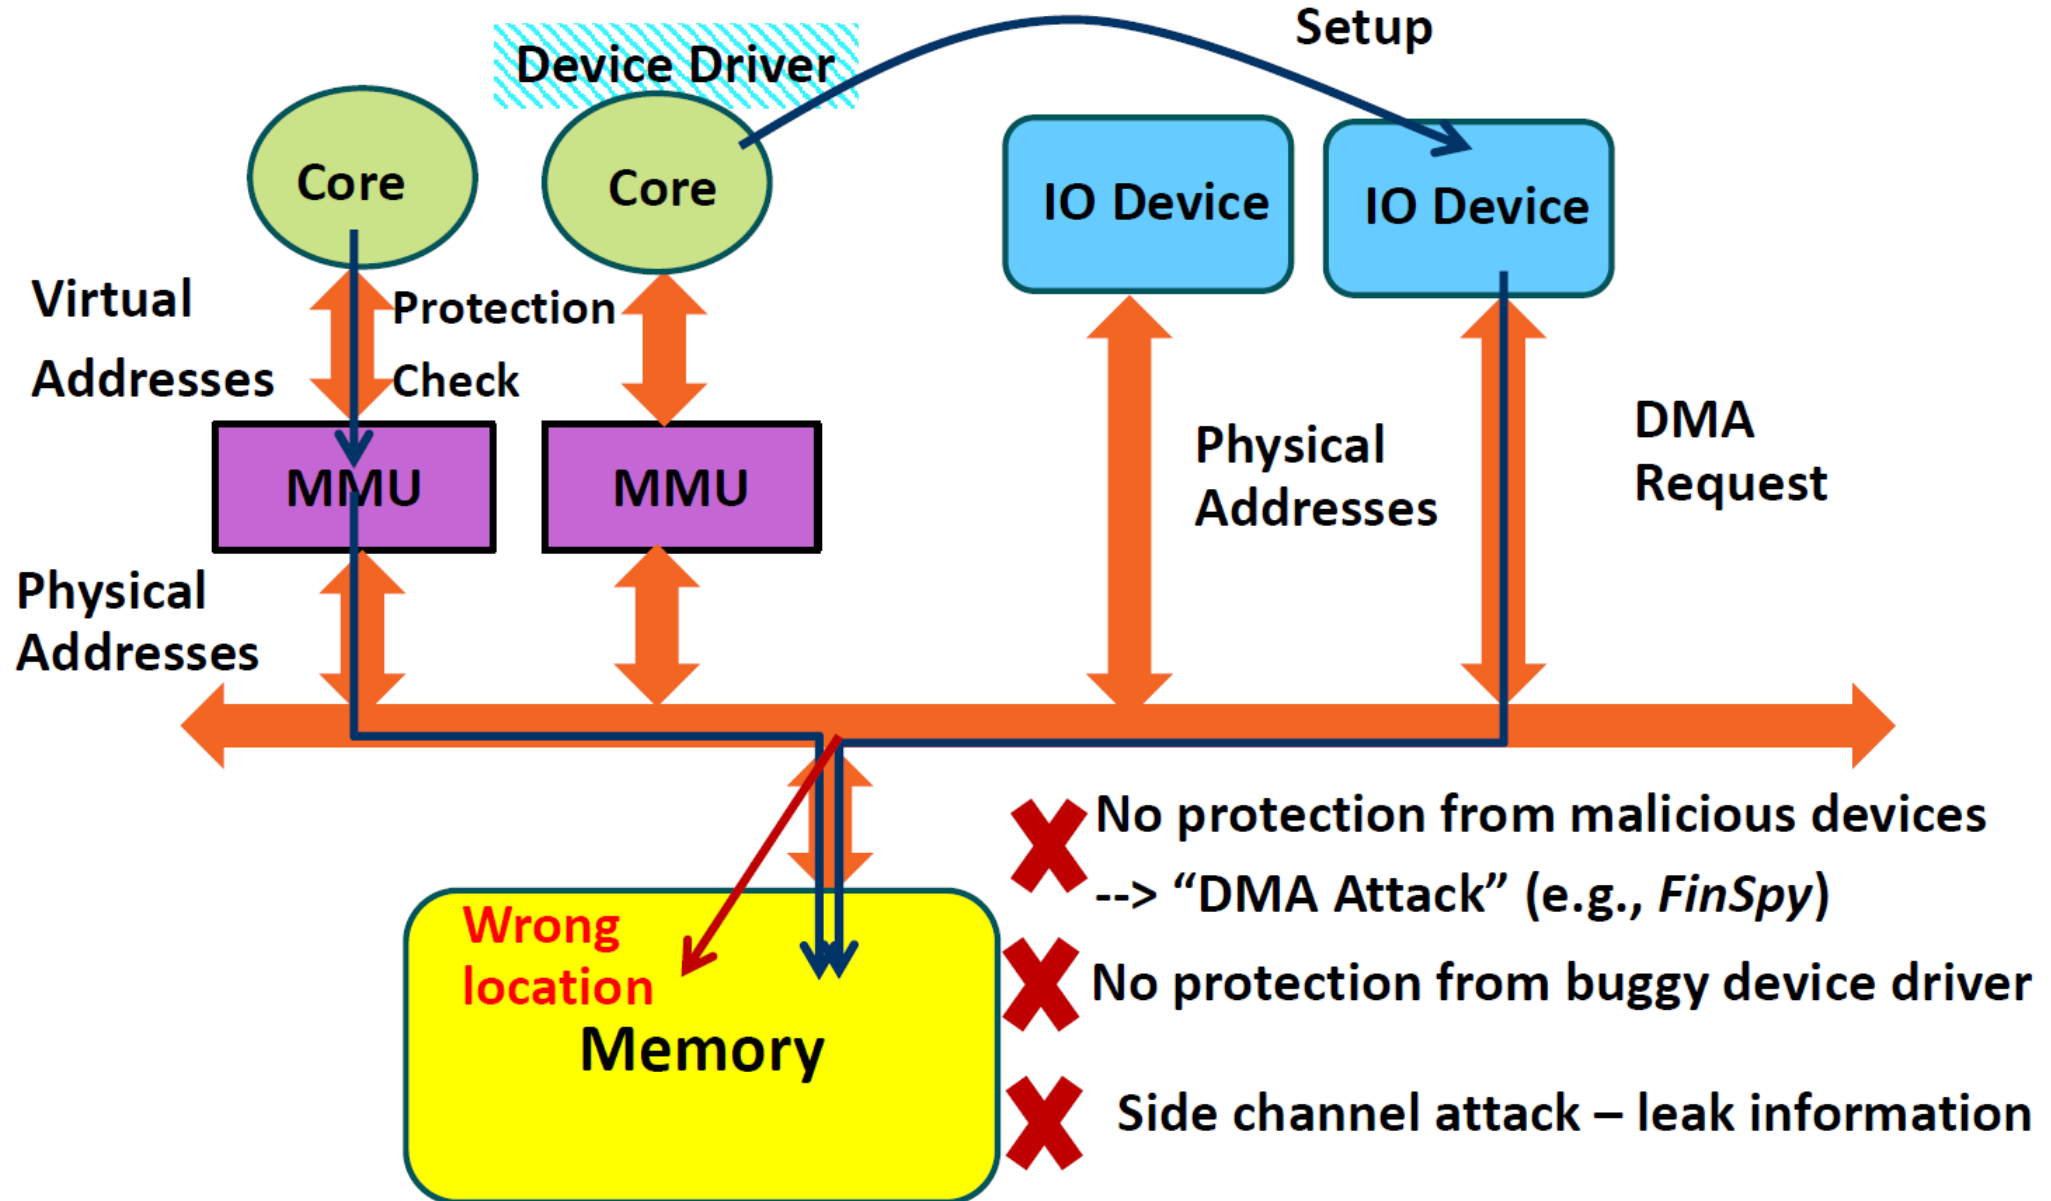 Setup
Device Driver
Core
Core
IO Device
IO Device
Virtual
Addresses
Protection
Check
MMU
MMU
Physical
Addresses
DMA
Request
Physical
Addresses
No protection from malicious devices
--> “DMA Attack” (e.g., FinSpy)
Wrong
location
No protection from buggy device driver
Memory
Side channel attack – leak information